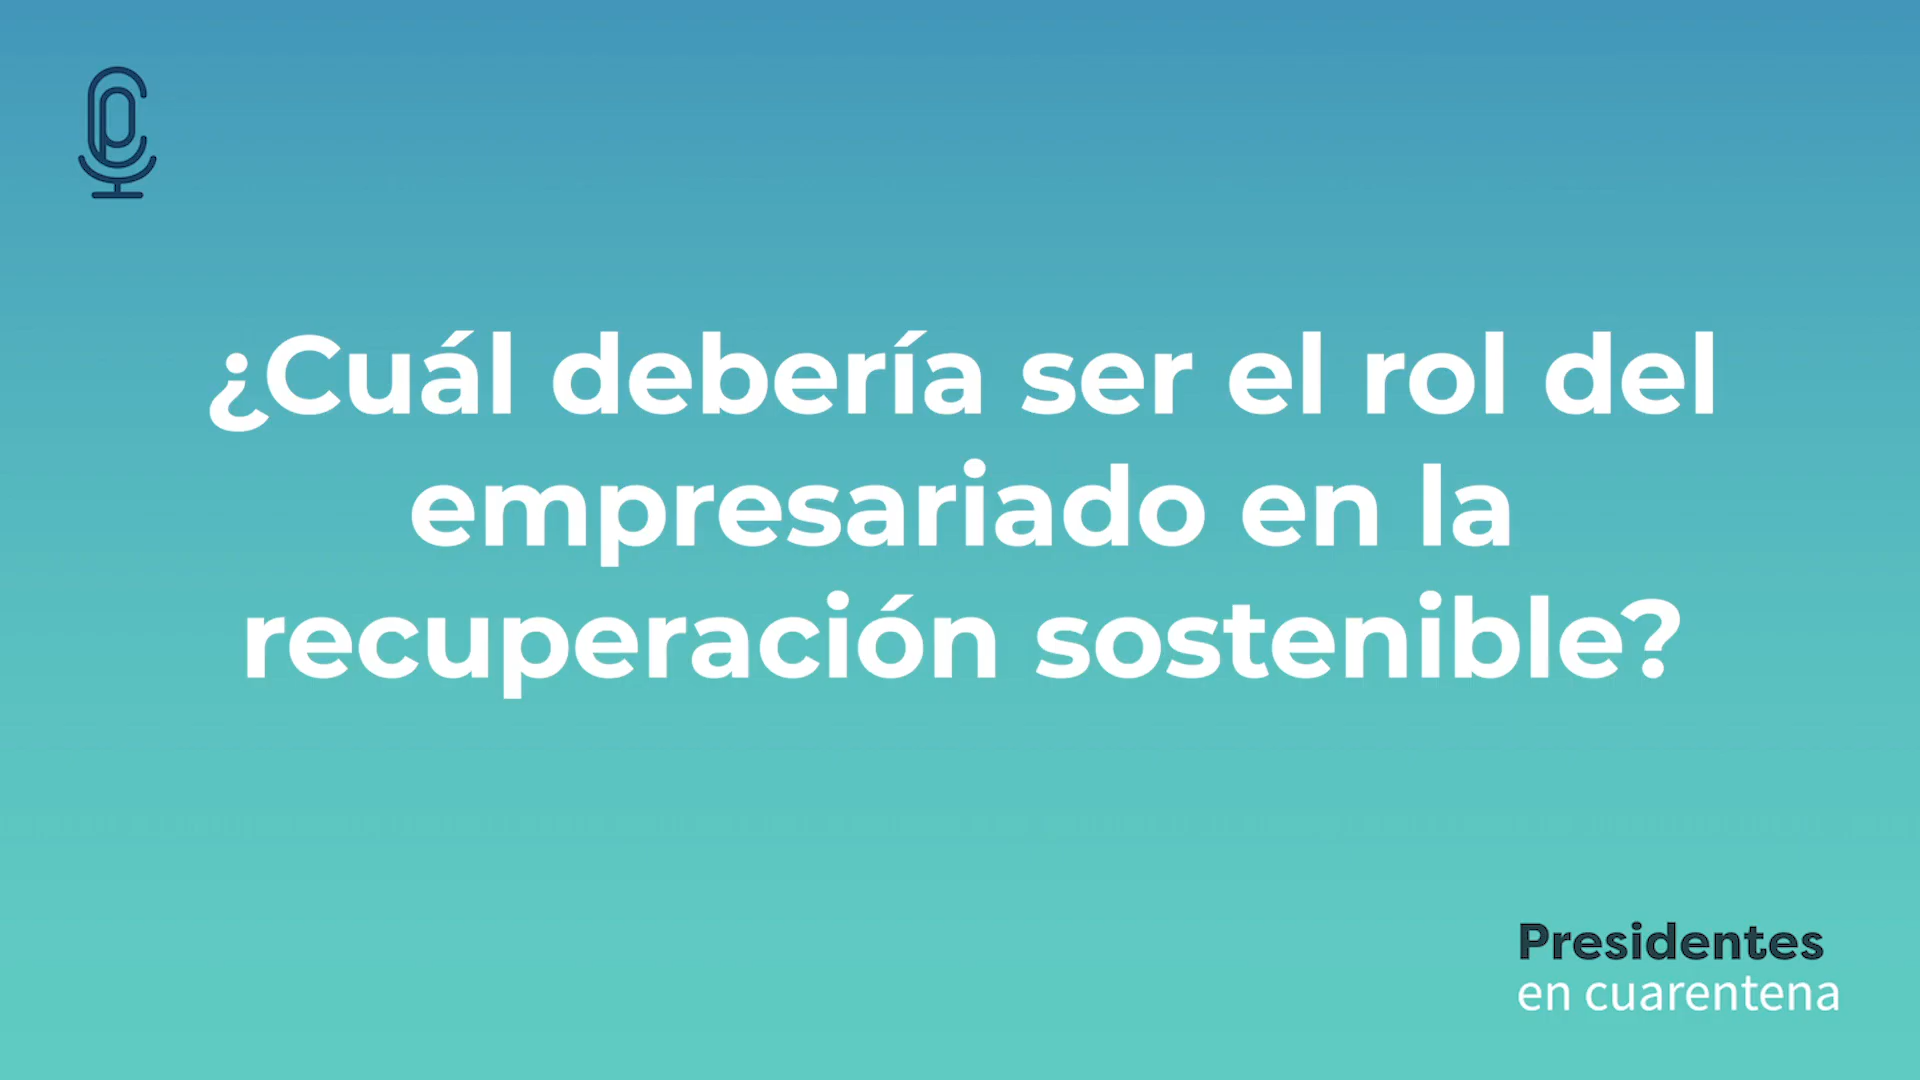 ¿Cuál debería ser el rol del
empresariado en la
recuperación sostenible?
Presidentes
en cuarentena